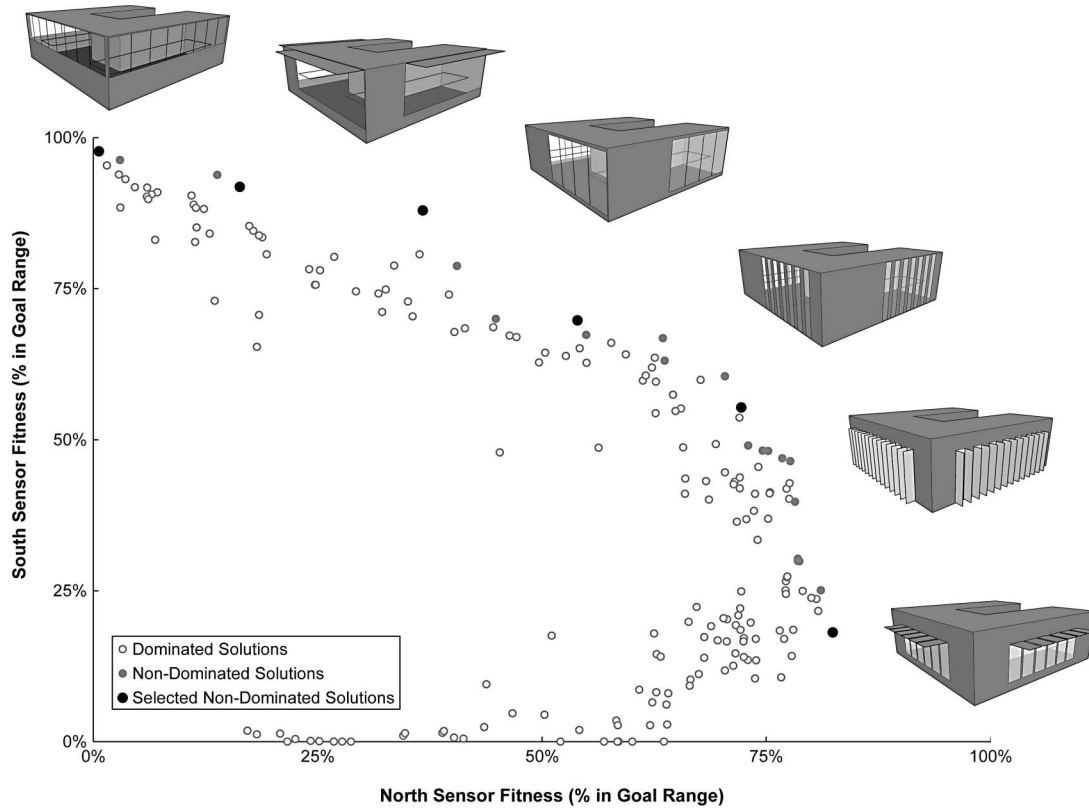 100%
75%
50%
25%
0%
South Sensor Fitness (% in Goal Range)
Dominated Solutions
Non-Dominated Solutions
Selected Non-Dominated Solutions
0%
25%
50%
75%
100%
North Sensor Fitness (% in Goal Range)